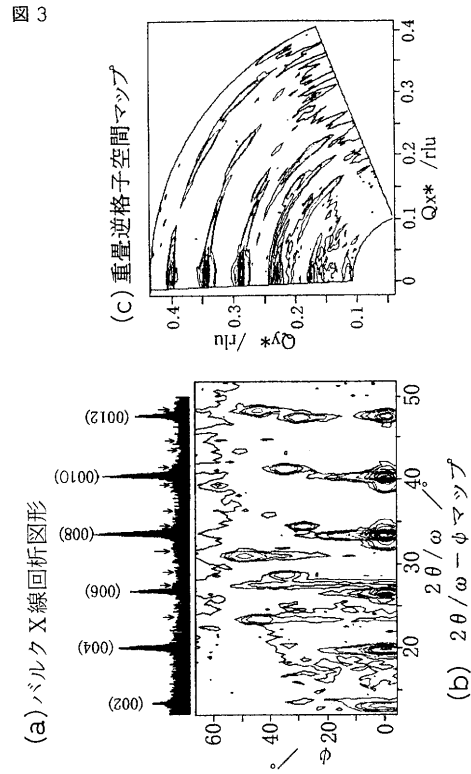 図 3
(a) バルク X 線回折図形
(002)
(004)
(006)
(008)
(0010)
(0012)
60
40
20
0
φ /°
20
30
40
50
2θ/ω /°
(b) 2θ/ω－φ マップ
(c) 重畳逆格子空間マップ
0.4
0.3
0.2
0.1
Qy* /rlu
0
0.1
0.2
0.3
0.4
Qx* /rlu